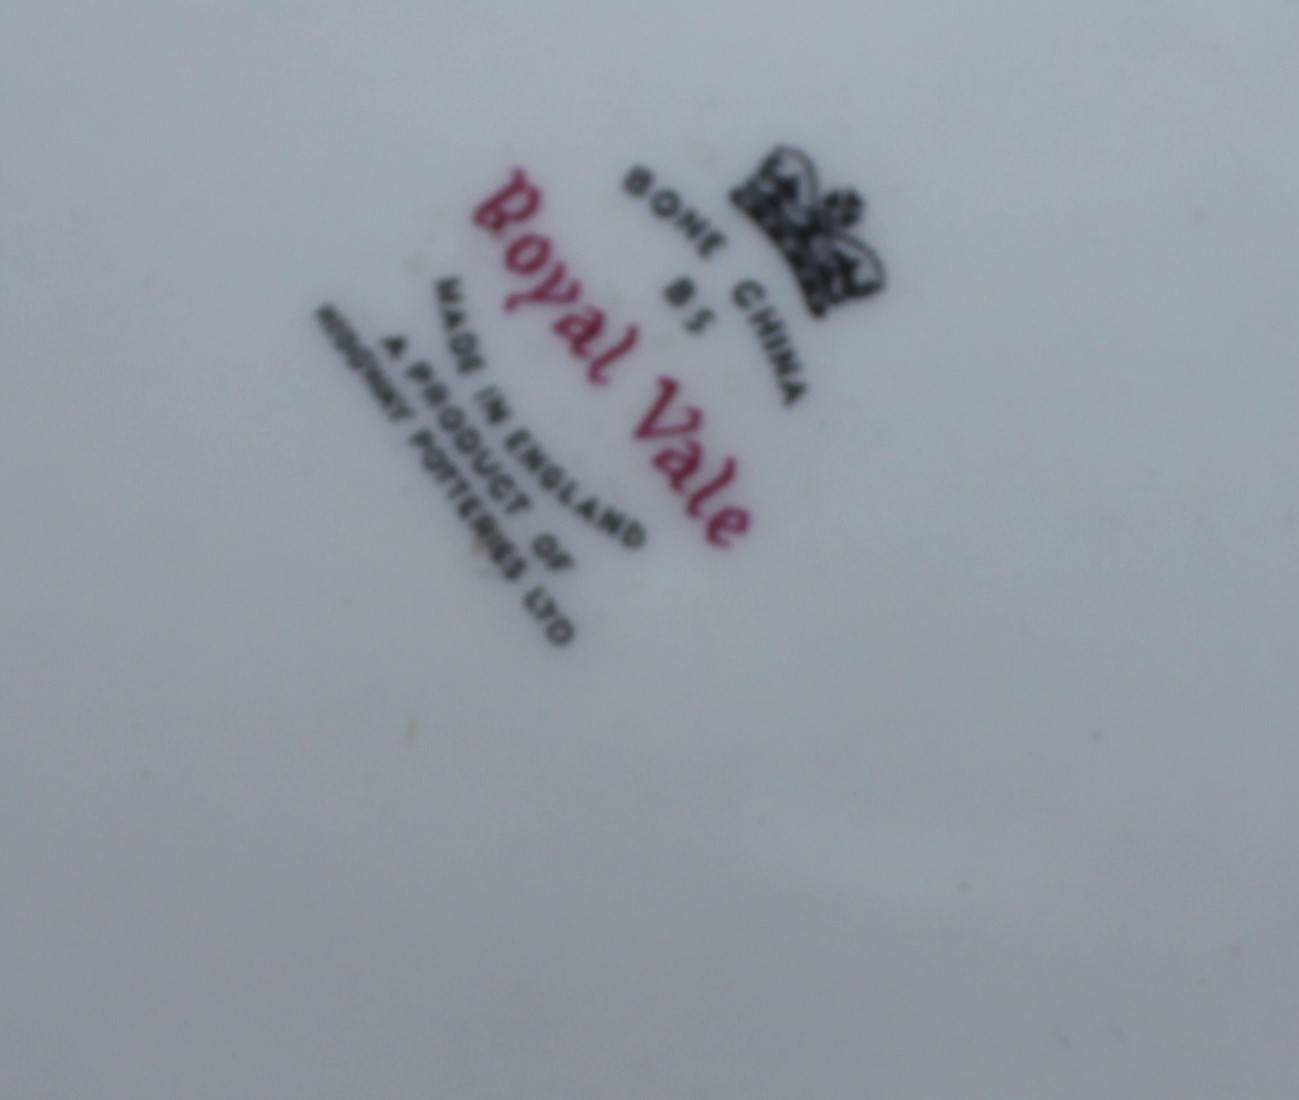 BONE CHINA
BS
Royal Vale
MADE IN ENGLAND
A PRODUCT OF
RIDGWAY POTTERIES LTD